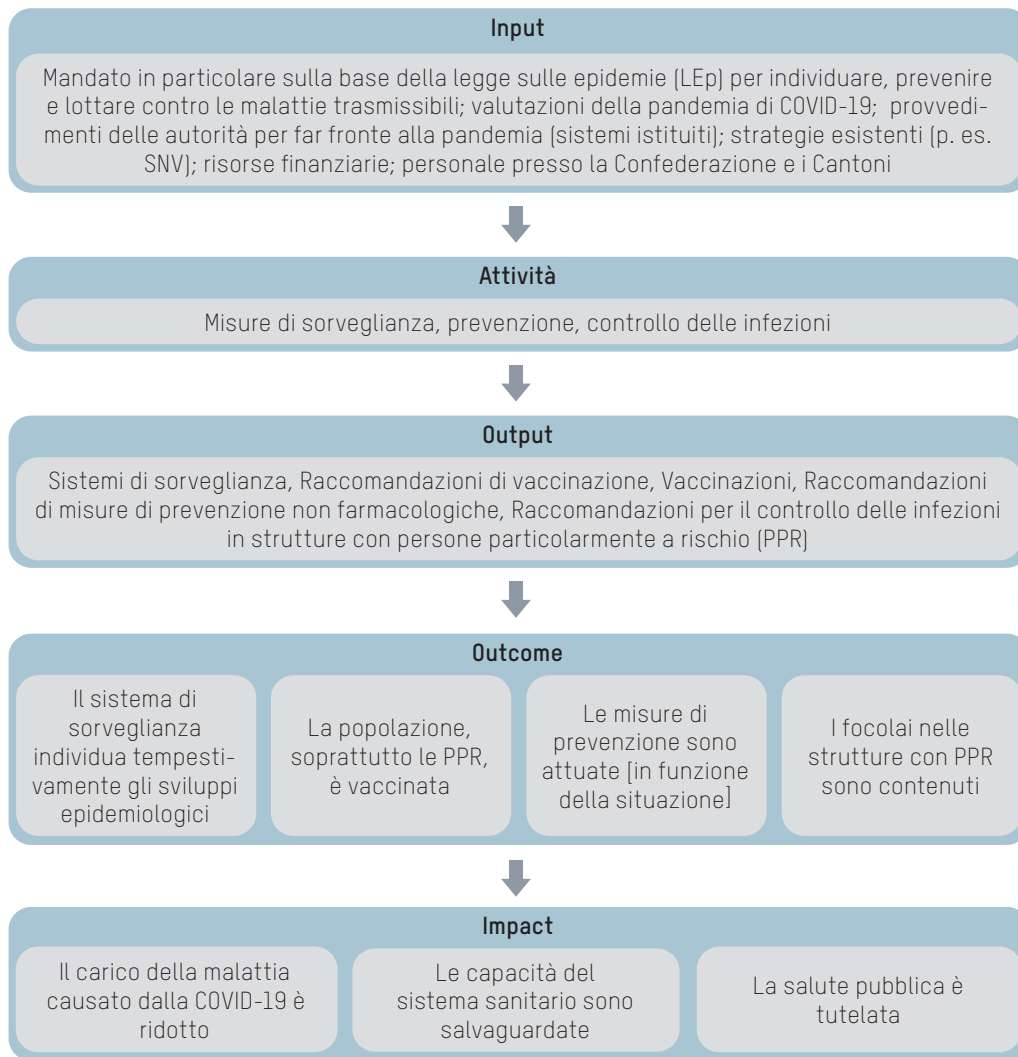 Input
Mandato in particolare sulla base della legge sulle epidemie (LEp) per individuare, prevenire
e lottare contro le malattie trasmissibili; valutazioni della pandemia di COVID-19; provvedi-
menti delle autorità per far fronte alla pandemia (sistemi istituiti); strategie esistenti (p. es.
SNV); risorse finanziarie; personale presso la Confederazione e i Cantoni
Attività
Misure di sorveglianza, prevenzione, controllo delle infezioni
Output
Sistemi di sorveglianza, Raccomandazioni di vaccinazione, Vaccinazioni, Raccomandazioni
di misure di prevenzione non farmacologiche, Raccomandazioni per il controllo delle infezioni
in strutture con persone particolarmente a rischio (PPR)
Outcome
Il sistema di
sorveglianza
individua tempesti-
vamente gli sviluppi
epidemiologici
La popolazione,
soprattutto le PPR,
è vaccinata
Le misure di
prevenzione sono
attuate [in funzione
della situazione]
I focolai nelle
strutture con PPR
sono contenuti
Impact
Il carico della malattia
causato dalla COVID-19 è
ridotto
Le capacità del
sistema sanitario sono
salvaguardate
La salute pubblica è
tutelata